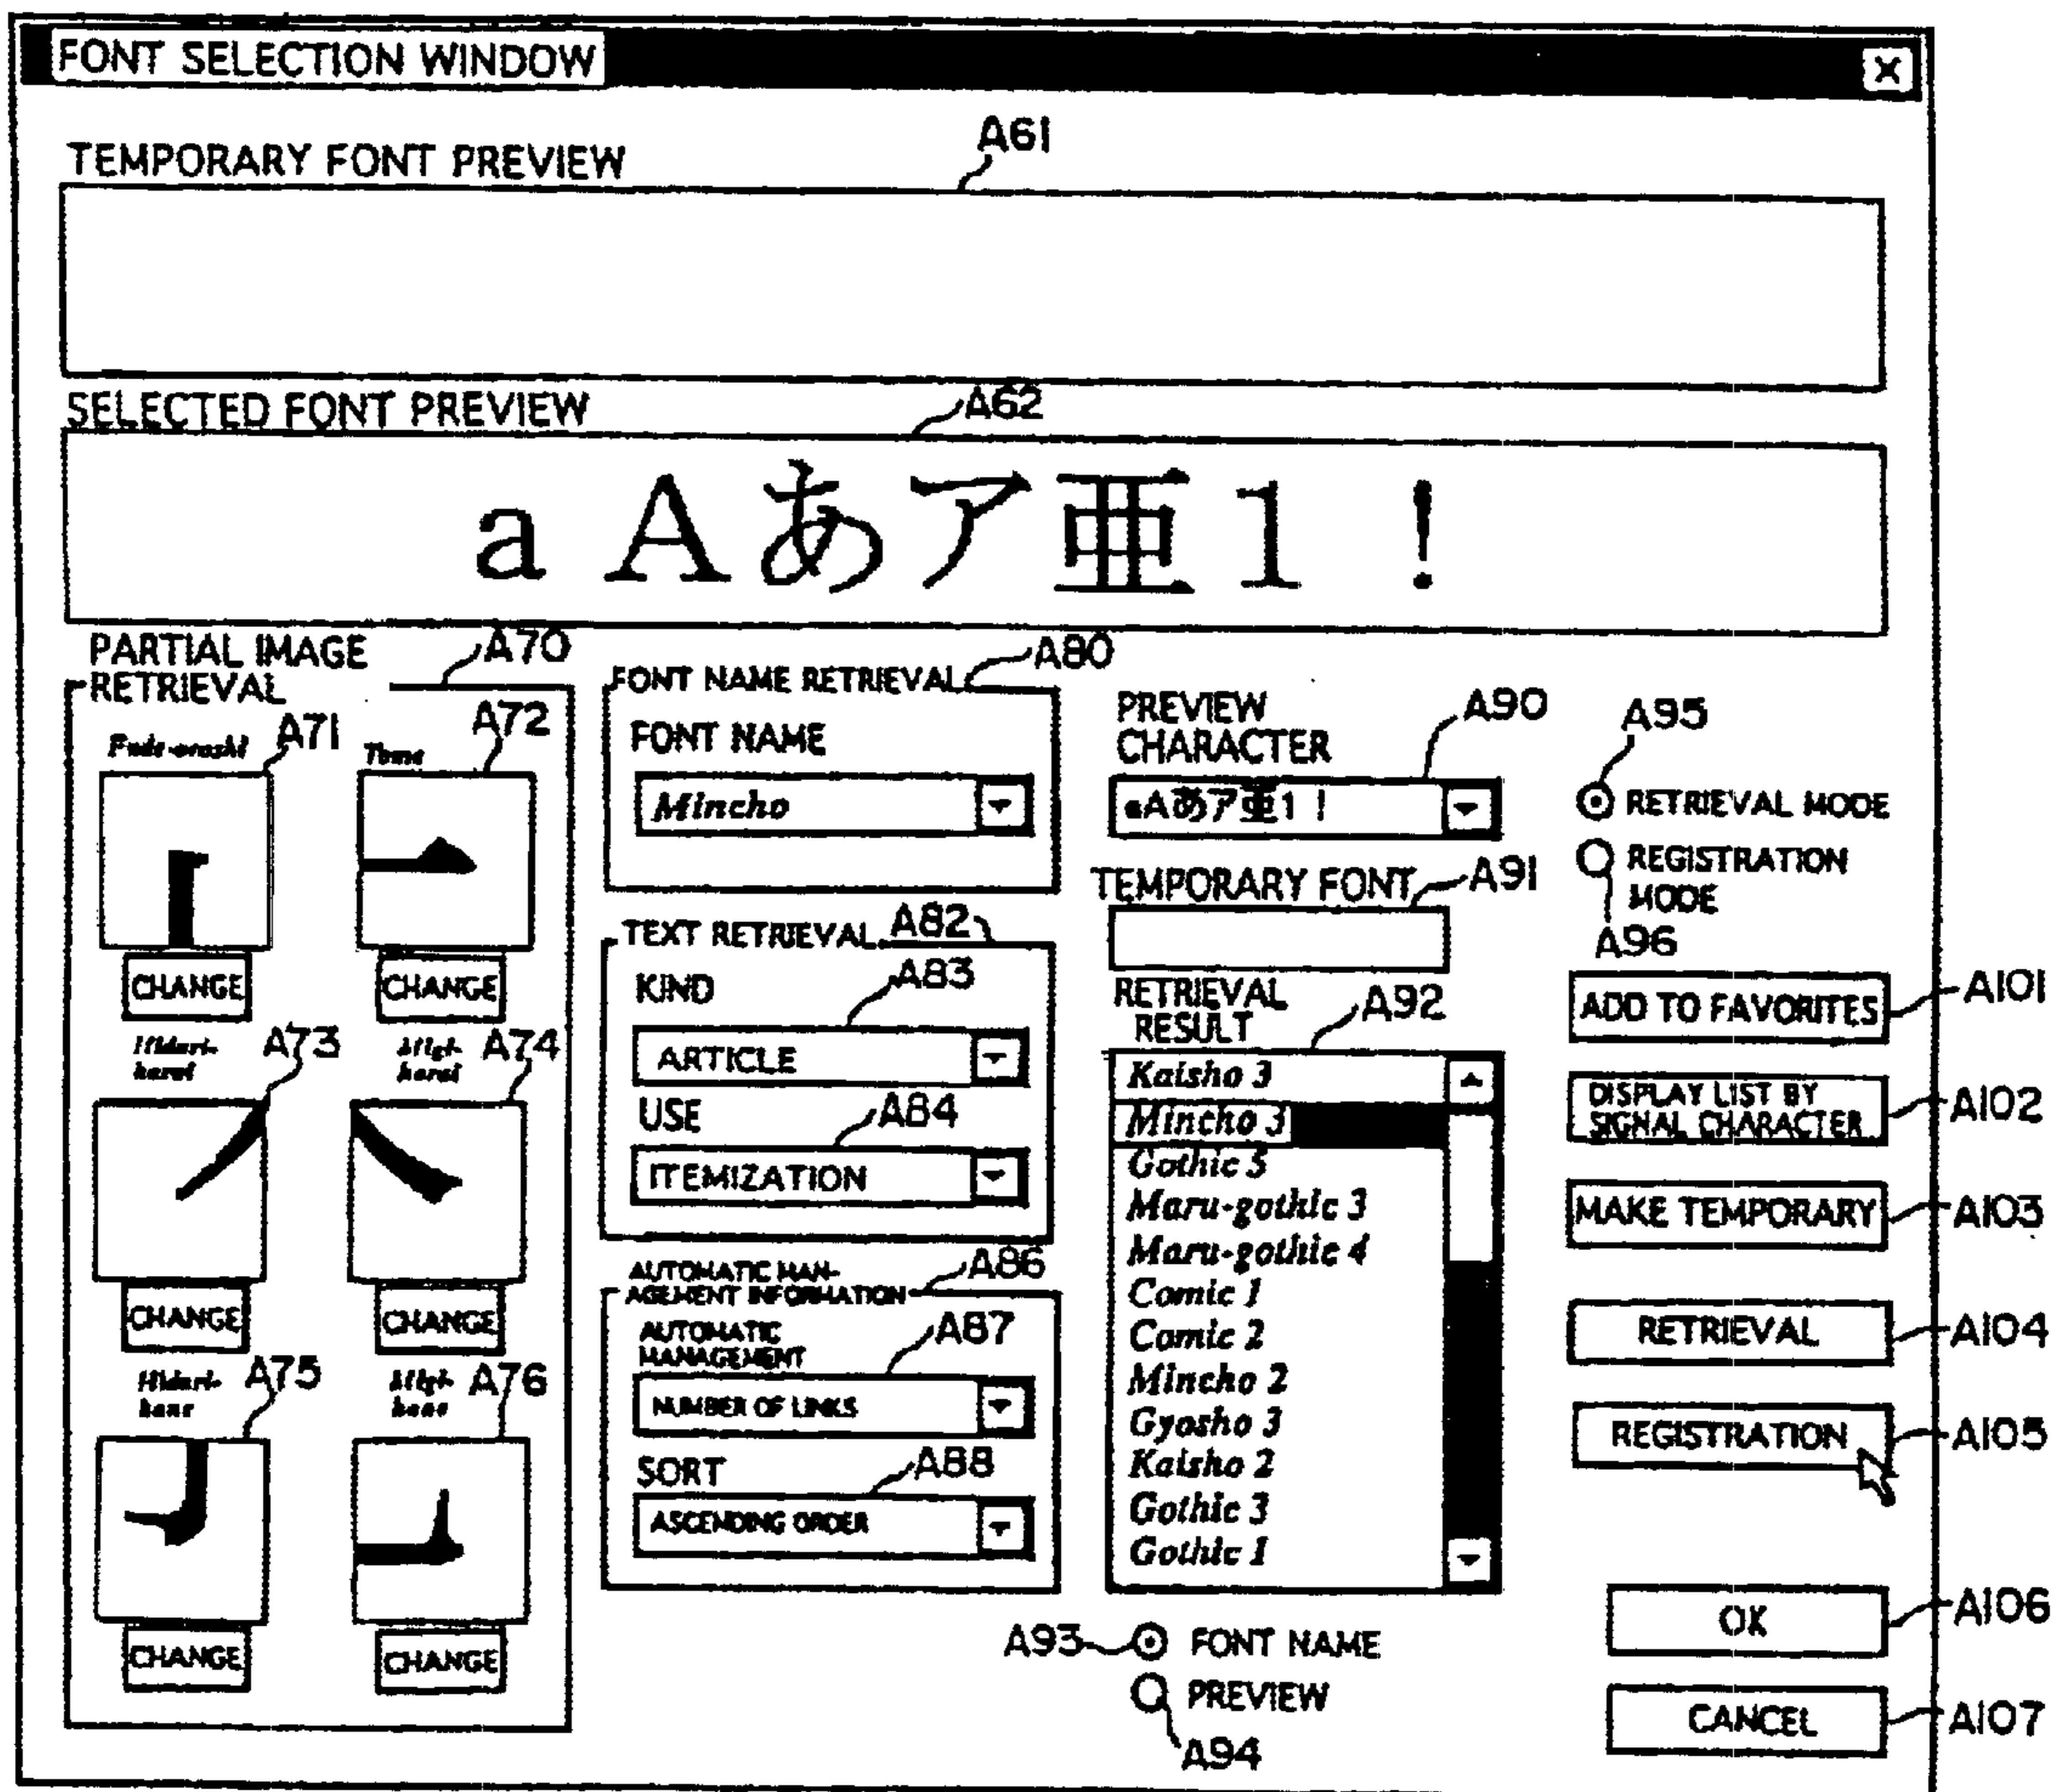 FONT SELECTION WINDOW
X
A61
TEMPORARY FONT PREVIEW
A62
SELECTED FONT PREVIEW
a A あ ア 亜 1 !
PARTIAL IMAGE
RETRIEVAL
A70
A71
A72
Tome
CHANGE
CHANGE
A73
A74
CHANGE
CHANGE
A75
A76
CHANGE
CHANGE
A80
FONT NAME RETRIEVAL
FONT NAME
Mincho
A82
TEXT RETRIEVAL
A83
KIND
ARTICLE
A84
USE
ITEMIZATION
A86
AUTOMATIC MAN-
AGEMENT INFORMATION
A87
AUTOMATIC
MANAGEMENT
NUMBER OF LINKS
A88
SORT
ASCENDING ORDER
A90
PREVIEW
CHARACTER
aAあア亜1!
TEMPORARY FONT
A91
RETRIEVAL
RESULT
A92
Kaisho 3
Mincho 3
Gothic 5
Maru-gothic 3
Maru-gothic 4
Comic 1
Comic 2
Mincho 2
Gyosho 3
Kaisho 2
Gothic 3
Gothic 1
A93
FONT NAME
PREVIEW
A94
A95
RETRIEVAL MODE
REGISTRATION
MODE
A96
ADD TO FAVORITES
A101
DISPLAY LIST BY
SIGNAL CHARACTER
A102
MAKE TEMPORARY
A103
RETRIEVAL
A104
REGISTRATION
A105
OK
A106
CANCEL
A107